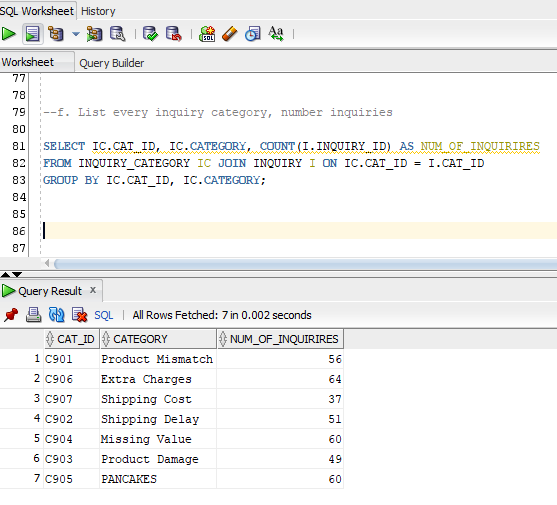 SQL Worksheet History
Worksheet Query Builder
77
78
79 --f. List every inquiry category, number inquiries
80
81 SELECT IC.CAT_ID, IC.CATEGORY, COUNT(I.INQUIRY_ID) AS NUM_OF_INQUIRIRES
82 FROM INQUIRY_CATEGORY IC JOIN INQUIRY I ON IC.CAT_ID = I.CAT_ID
83 GROUP BY IC.CAT_ID, IC.CATEGORY;
84
85
86
87
Query Result x
SQL | All Rows Fetched: 7 in 0.002 seconds
CAT_ID CATEGORY NUM_OF_INQUIRIRES
1 C901 Product Mismatch 56
2 C906 Extra Charges 64
3 C907 Shipping Cost 37
4 C902 Shipping Delay 51
5 C904 Missing Value 60
6 C903 Product Damage 49
7 C905 PANCAKES 60